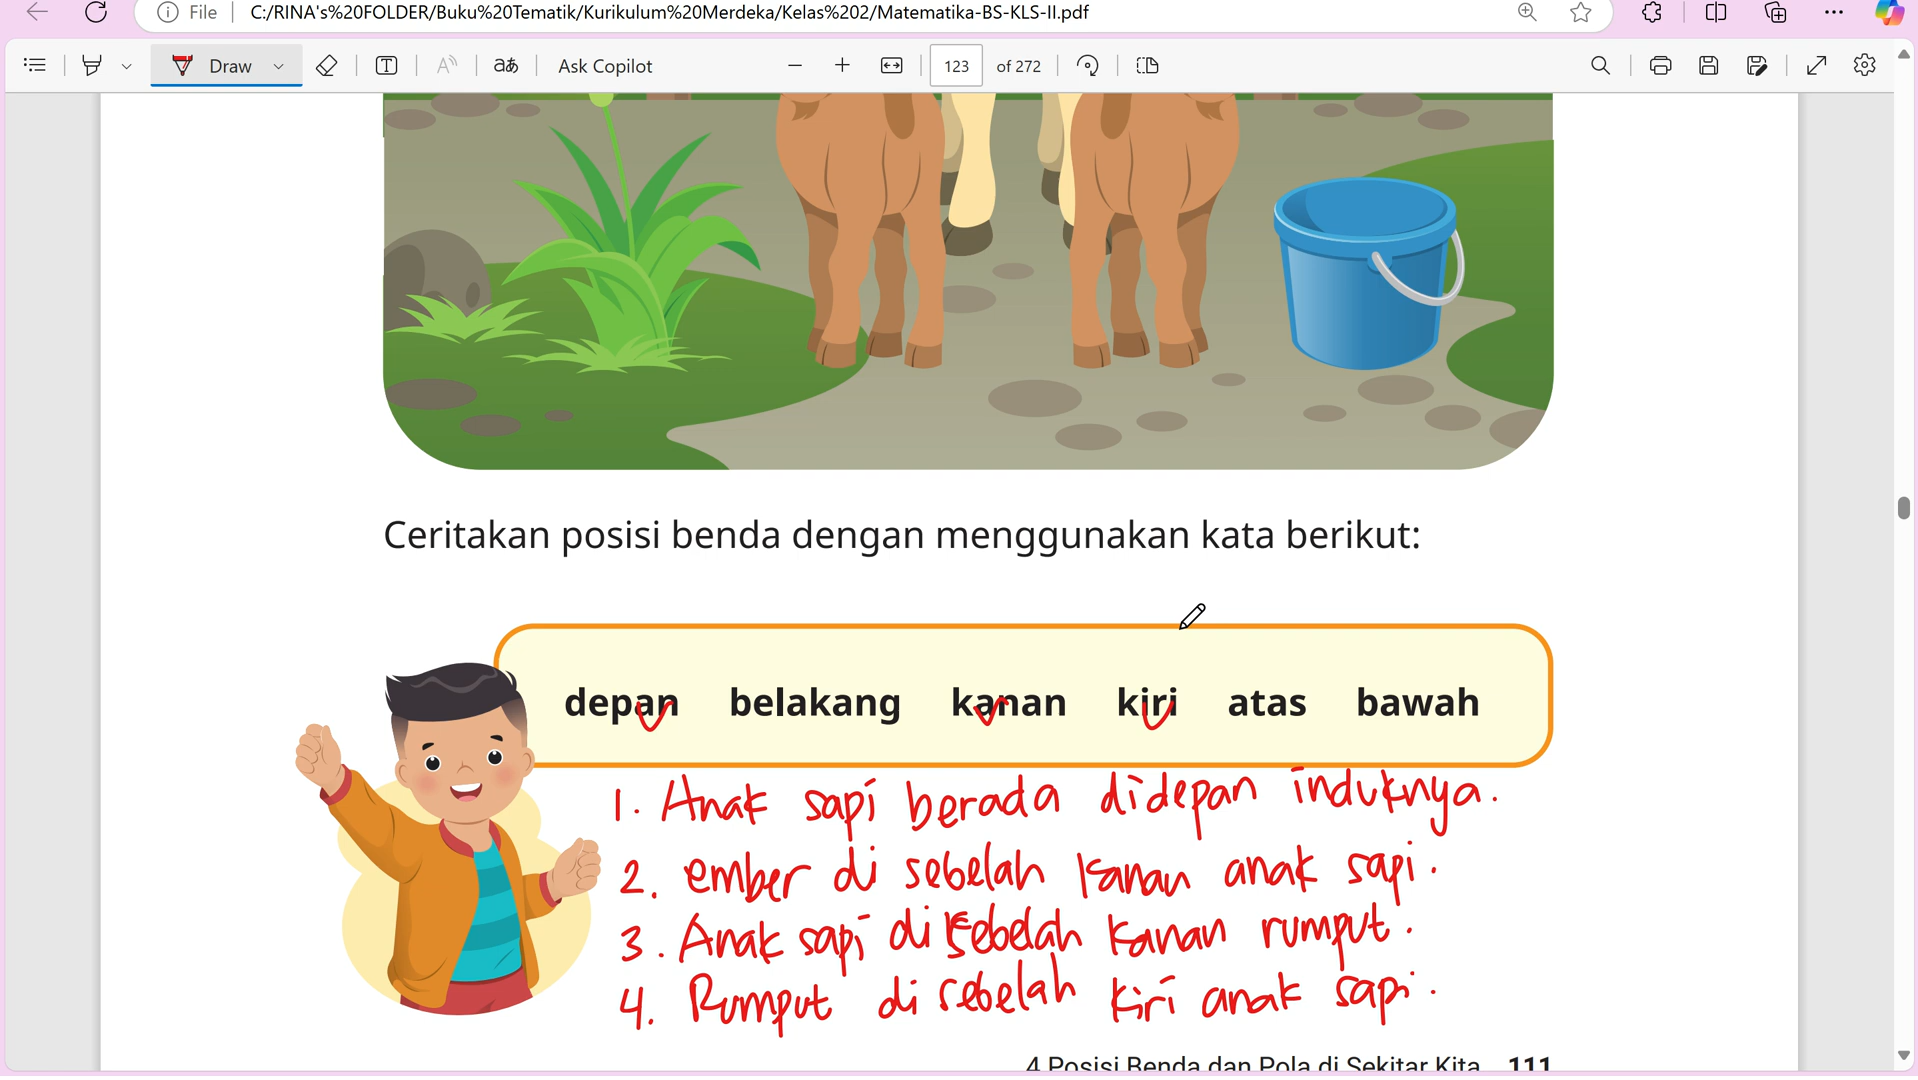 File C:/RINA's%20FOLDER/Buku%20Tematik/Kurikulum%20Merdeka/Kelas%202/Matematika-BS-KLS-II.pdf
Draw T A aあ Ask Copilot 123 of 272
Ceritakan posisi benda dengan menggunakan kata berikut:
depan belakang kanan kiri atas bawah
1. Anak sapi berada didepan induknya.
2. ember di sebelah kanan anak sapi.
3. Anak sapi di sebelah kanan rumput.
4. Rumput di sebelah kiri anak sapi.
4 Posisi Benda dan Pola di Sekitar Kita 111